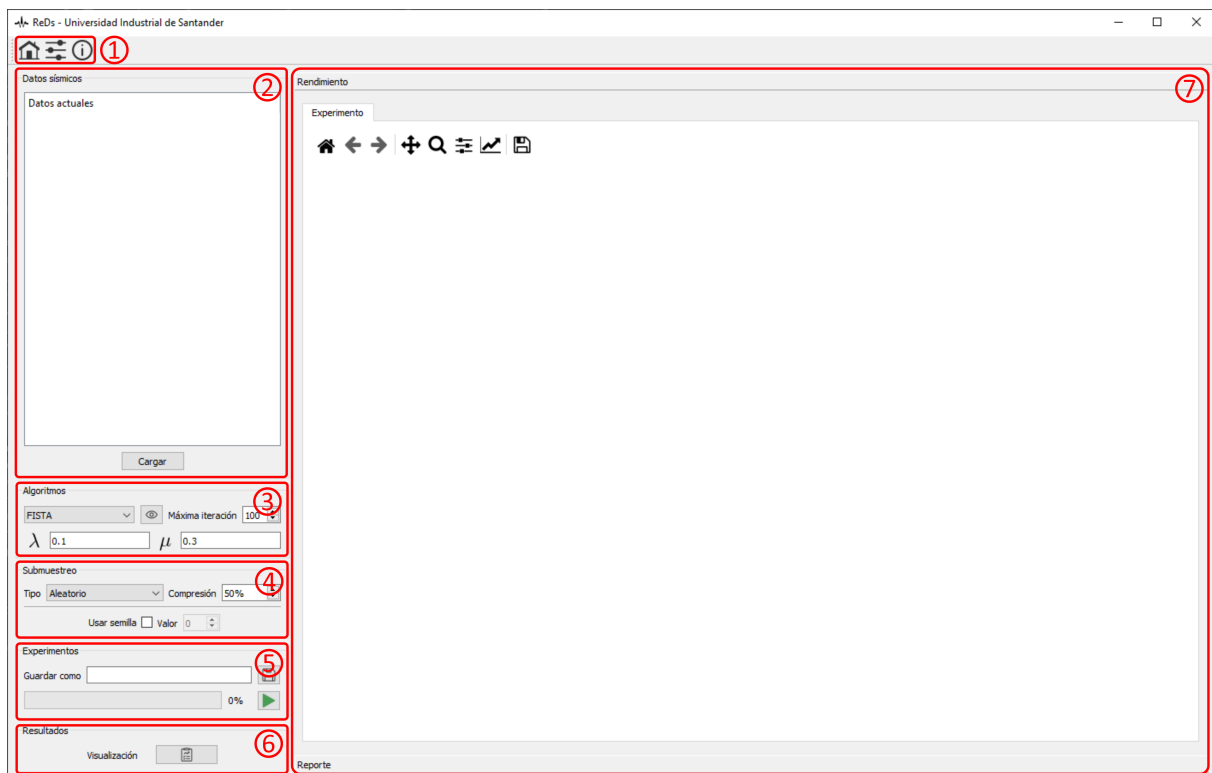 ReDs - Universidad Industrial de Santander
1
Datos sísmicos
2
Datos actuales
Cargar
Algoritmos
3
FISTA Máxima iteración 100
λ 0.1 μ 0.3
Submuestreo
4
Tipo Aleatorio Compresión 50%
Usar semilla Valor 0
Experimentos
5
Guardar como
0%
Resultados
6
Visualización
Rendimiento
7
Experimento
Reporte